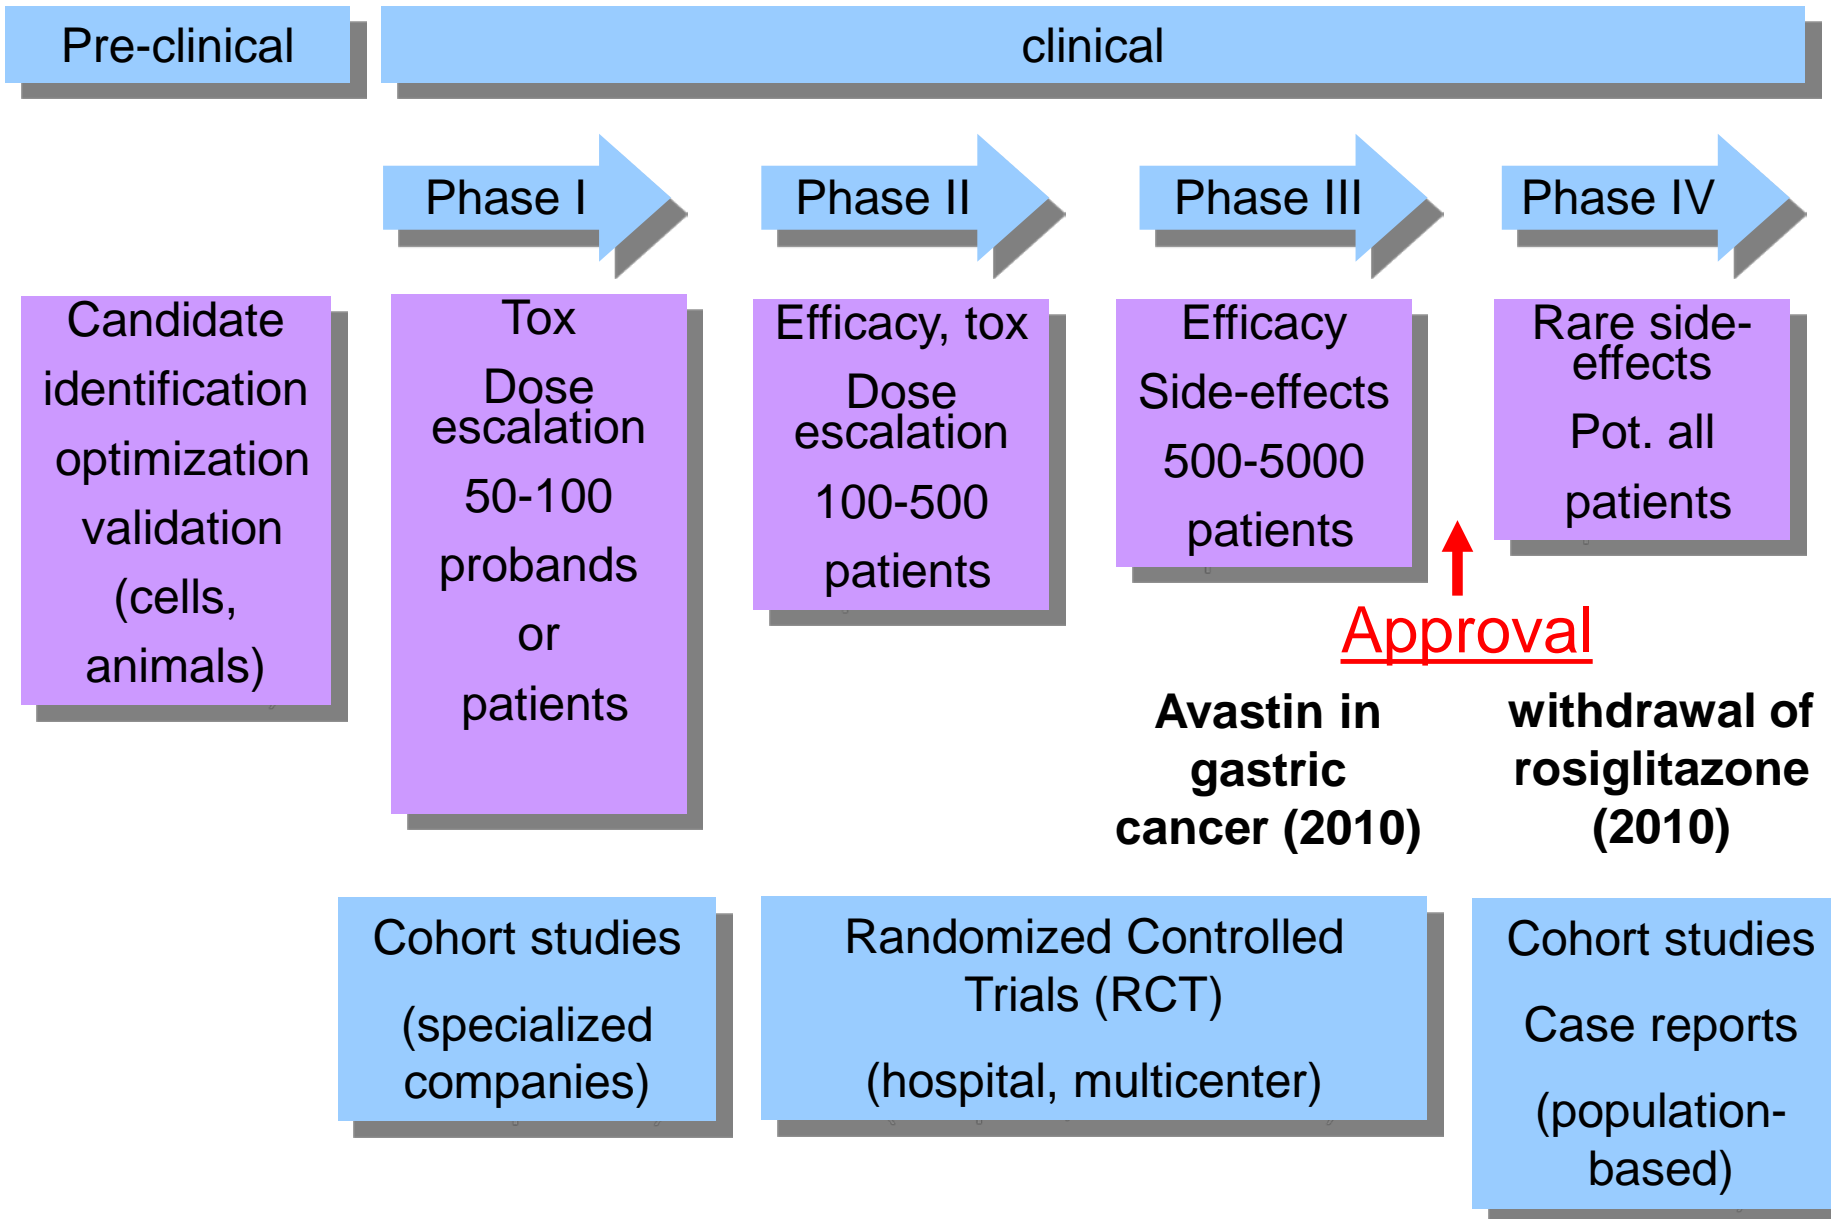 Pre-clinical
clinical
Phase I
Phase II
Phase III
Phase IV
Candidate
identification
optimization
validation
(cells,
animals)
Tox
Dose
escalation
50-100
probands
or
patients
Efficacy, tox
Dose
escalation
100-500
patients
Efficacy
Side-effects
500-5000
patients
Rare side-
effects
Pot. all
patients
Approval
Avastin in
gastric
cancer (2010)
withdrawal of
rosiglitazone
(2010)
Cohort studies
(specialized
companies)
Randomized Controlled
Trials (RCT)
(hospital, multicenter)
Cohort studies
Case reports
(population-
based)